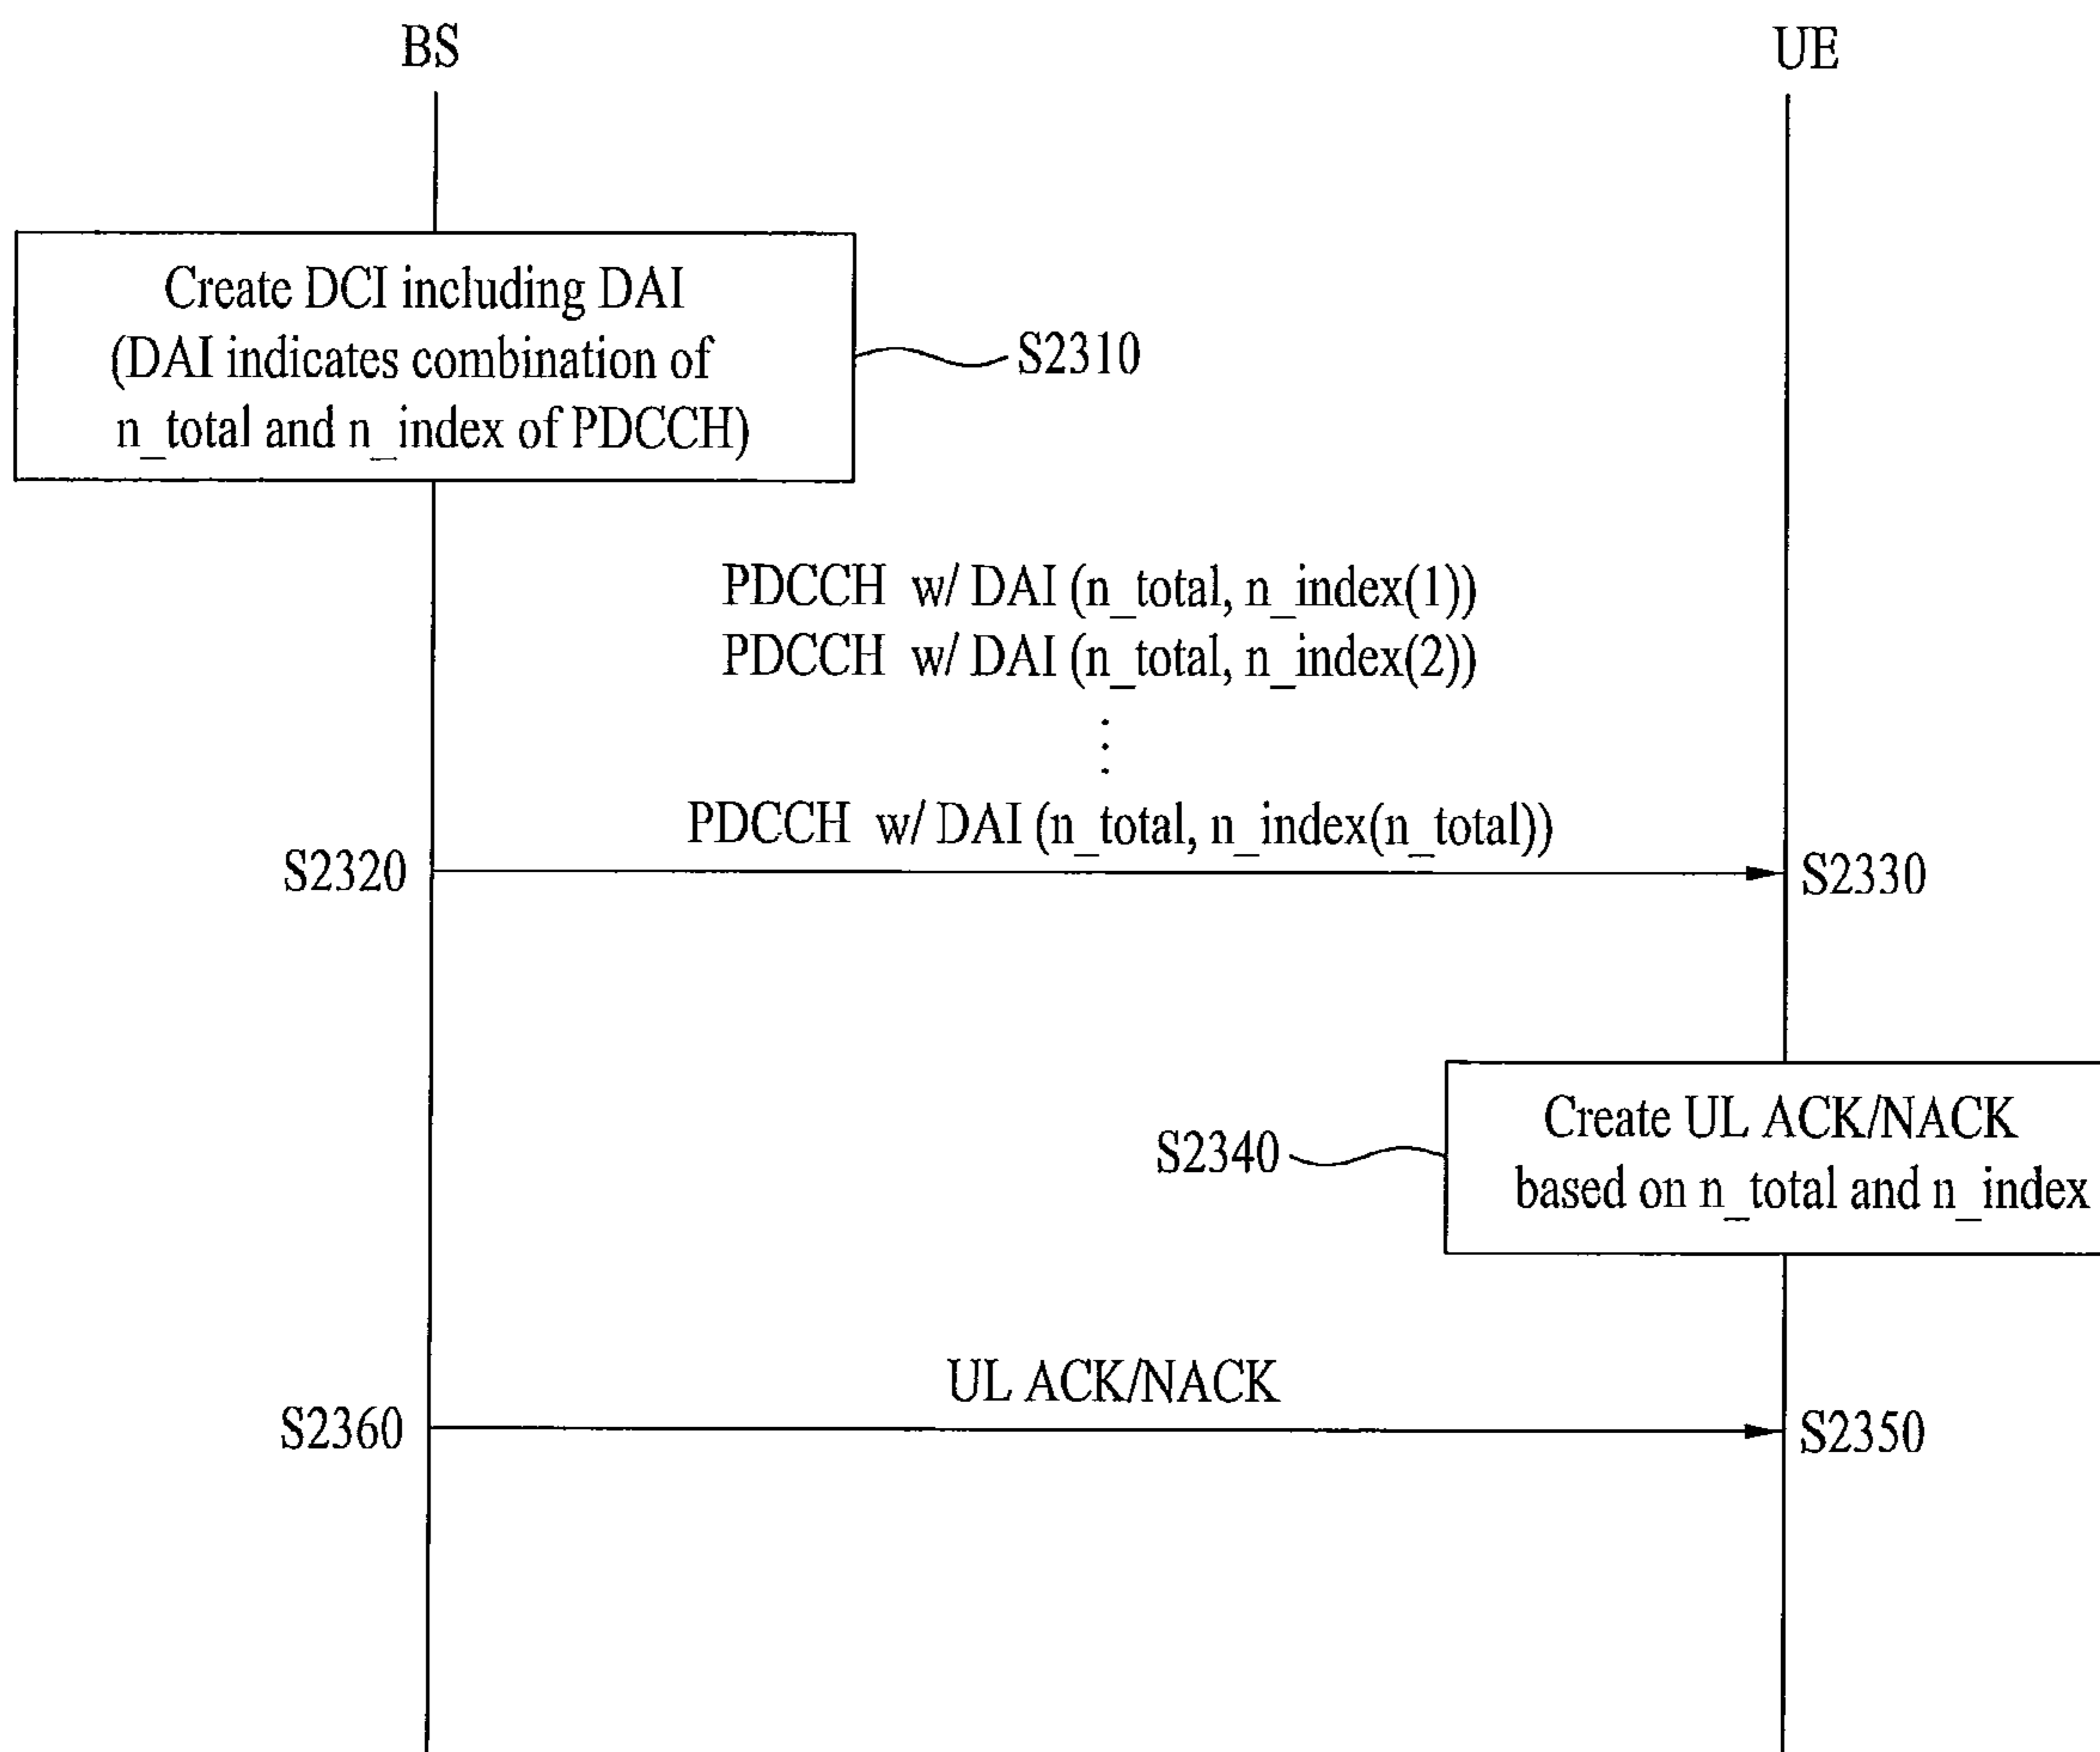 BS
UE
Create DCI including DAI
(DAI indicates combination of
n_total and n_index of PDCCH)
S2310
PDCCH w/ DAI (n_total, n_index(1))
PDCCH w/ DAI (n_total, n_index(2))
PDCCH w/ DAI (n_total, n_index(n_total))
S2320
S2330
Create UL ACK/NACK
based on n_total and n_index
S2340
UL ACK/NACK
S2360
S2350